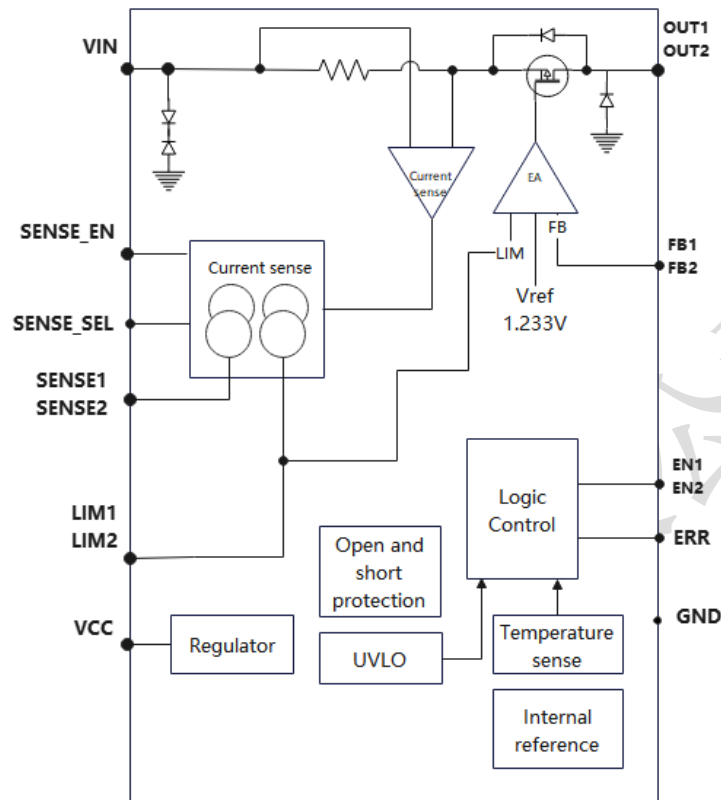 VIN
OUT1
OUT2
Current
sense
EA
LIM
FB
Vref
1.233V
FB1
FB2
SENSE_EN
Current sense
SENSE_SEL
SENSE1
SENSE2
LIM1
LIM2
Logic
Control
EN1
EN2
ERR
Open and
short
protection
GND
VCC
Regulator
UVLO
Temperature
sense
Internal
reference